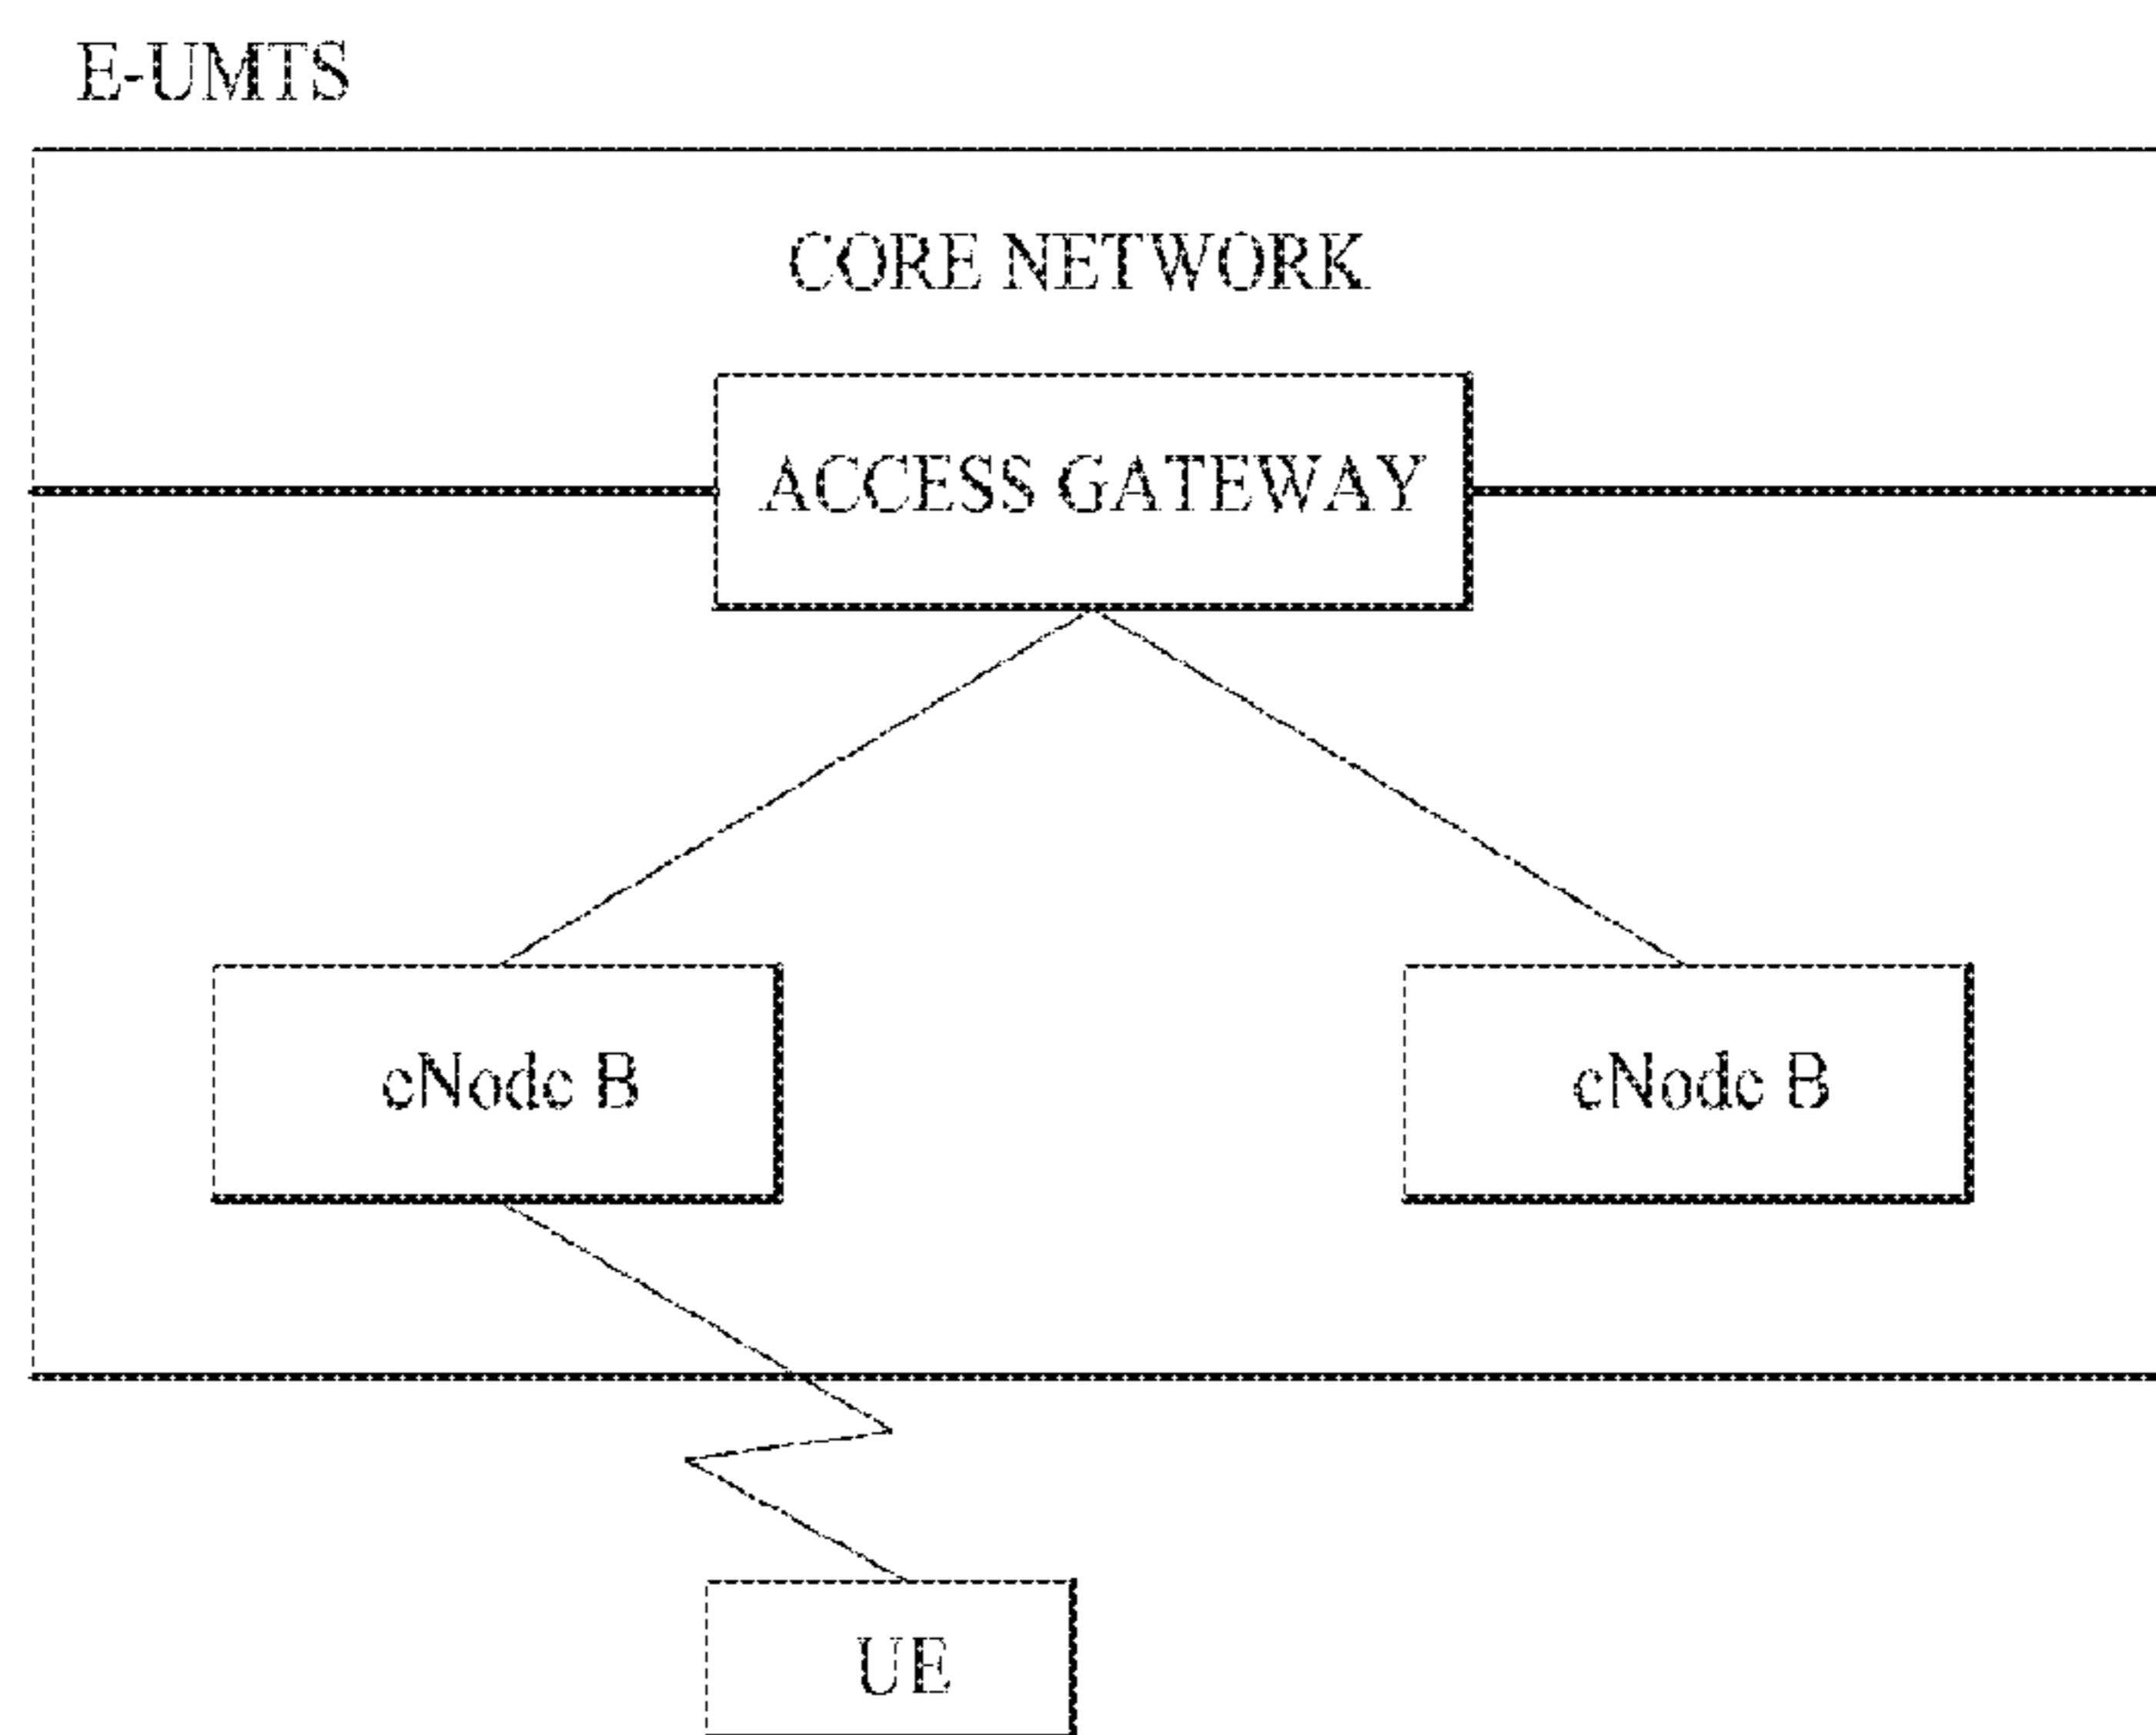 E-UMTS
CORE NETWORK
ACCESS GATEWAY
eNode B
eNode B
UE